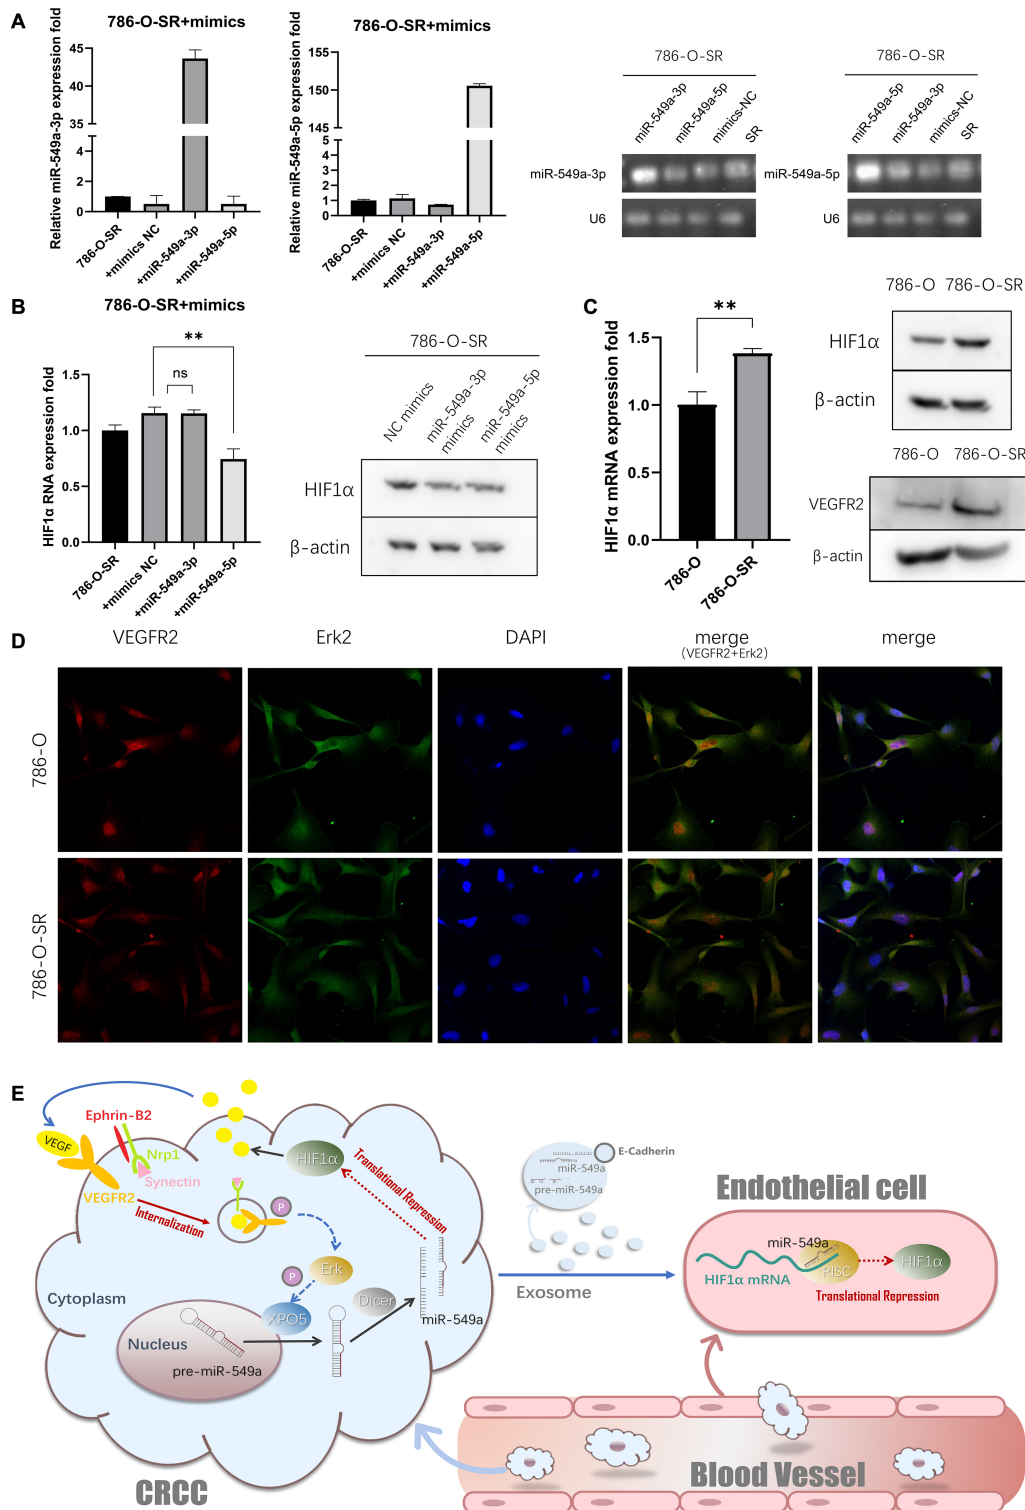 A
786-O-SR+mimics
Relative miR-549a-3p expression fold
45
40
35
5
4
3
2
1
0
786-O-SR
+mimics NC
+miR-549a-3p
+miR-549a-5p
786-O-SR+mimics
Relative miR-549a-5p expression fold
155
150
145
5
4
3
2
1
0
786-O-SR
+mimics NC
+miR-549a-3p
+miR-549a-5p
786-O-SR
miR-549a-3p
miR-549a-5p
mimics-NC
SR
miR-549a-3p
U6
786-O-SR
miR-549a-5p
miR-549a-3p
mimics-NC
SR
miR-549a-5p
U6
B
786-O-SR+mimics
HIF1α RNA expression fold
1.5
1.0
0.5
0.0
**
ns
786-O-SR
+mimics NC
+miR-549a-3p
+miR-549a-5p
786-O-SR
NC mimics
miR-549a-3p
mimics
miR-549a-5p
mimics
HIF1α
β-actin
C
HIF1α mRNA expression fold
1.5
1.0
0.5
0.0
**
786-O
786-O-SR
786-O 786-O-SR
HIF1α
β-actin
786-O 786-O-SR
VEGFR2
β-actin
D
VEGFR2
Erk2
DAPI
merge
(VEGFR2+Erk2)
merge
786-O
786-O-SR
E
Ephrin-B2
VEGF
Nrp1
Synectin
VEGFR2
Internalization
HIF1α
Translational Repression
P
Erk
P
XPO5
Dicer
miR-549a
Cytoplasm
Nucleus
pre-miR-549a
CRCC
E-Cadherin
miR-549a
pre-miR-549a
Exosome
Endothelial cell
miR-549a
RISC
HIF1α mRNA
HIF1α
Translational Repression
Blood Vessel